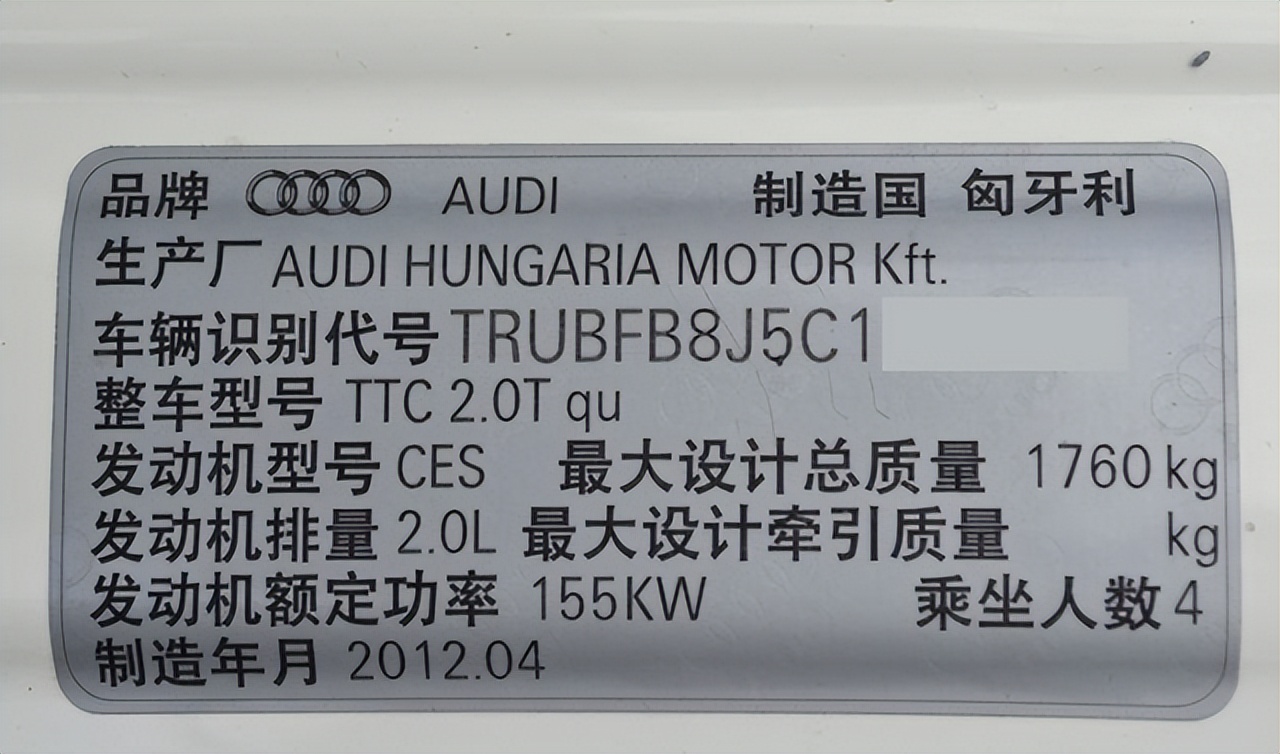 品牌 AUDI 制造国 匈牙利
生产厂 AUDI HUNGARIA MOTOR Kft.
车辆识别代号 TRUBFB8J5C1
整车型号 TTC 2.0T qu
发动机型号 CES 最大设计总质量 1760 kg
发动机排量 2.0L 最大设计牵引质量 kg
发动机额定功率 155KW 乘坐人数 4
制造年月 2012.04